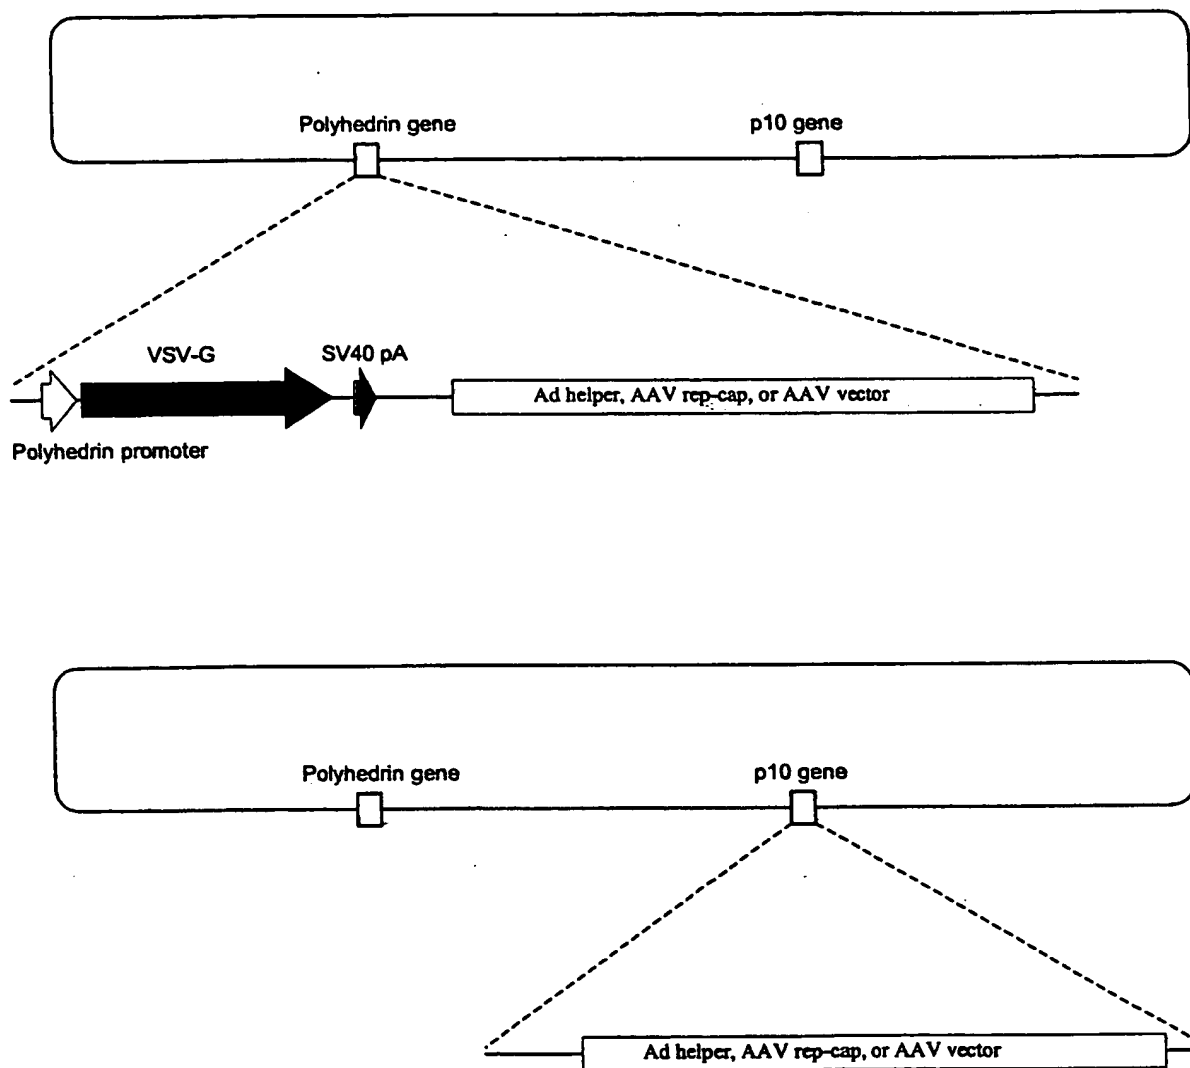 Polyhedrin gene
p10 gene
VSV-G
SV40 pA
Ad helper, AAV rep-cap, or AAV vector
Polyhedrin promoter
Polyhedrin gene
p10 gene
Ad helper, AAV rep-cap, or AAV vector